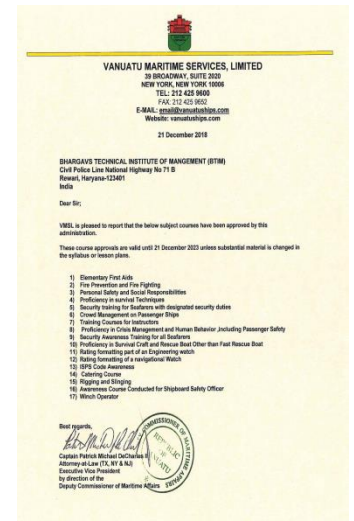 VANUATU MARITIME SERVICES, LIMITED
39 BROADWAY, SUITE 2020
NEW YORK, NEW YORK 10006
TEL: 212 425 9600
FAX: 212 425 9652
E-MAIL: email@vanuatuships.com
Website: vanuatuships.com
21 December 2018
BHARGAVS TECHNICAL INSTITUTE OF MANGEMENT (BTIM)
Civil Police Line National Highway No 71 B
Rewari, Haryana-123401
India
Dear Sir;
VMSL is pleased to report that the below subject courses have been approved by this
administration.
These course approvals are valid until 21 December 2023 unless substantial material is changed in
the syllabus or lesson plans.
1) Elementary First Aids
2) Fire Prevention and Fire Fighting
3) Personal Safety and Social Responsibilities
4) Proficiency in survival Techniques
5) Security training for Seafarers with designated security duties
6) Crowd Management on Passenger Ships
7) Training Courses for instructors
8) Proficiency in Crisis Management and Human Behavior ,Including Passenger Safety
9) Security Awareness Training for all Seafarers
10) Proficiency in Survival Craft and Rescue Boat Other than Fast Rescue Boat
11) Rating formatting part of an Engineering watch
12) Rating formatting of a navigational Watch
13) ISPS Code Awareness
14) Catering Course
15) Rigging and Slinging
16) Awareness Course Conducted for Shipboard Safety Officer
17) Winch Operator
Best regards,
Captain Patrick Michael DeCharles II
Attorney-at-Law (TX, NY & NJ)
Executive Vice President
by direction of the
Deputy Commissioner of Maritime Affairs
COMMISSIONER OF MARITIME AFFAIRS
REPUBLIC OF VANUATU